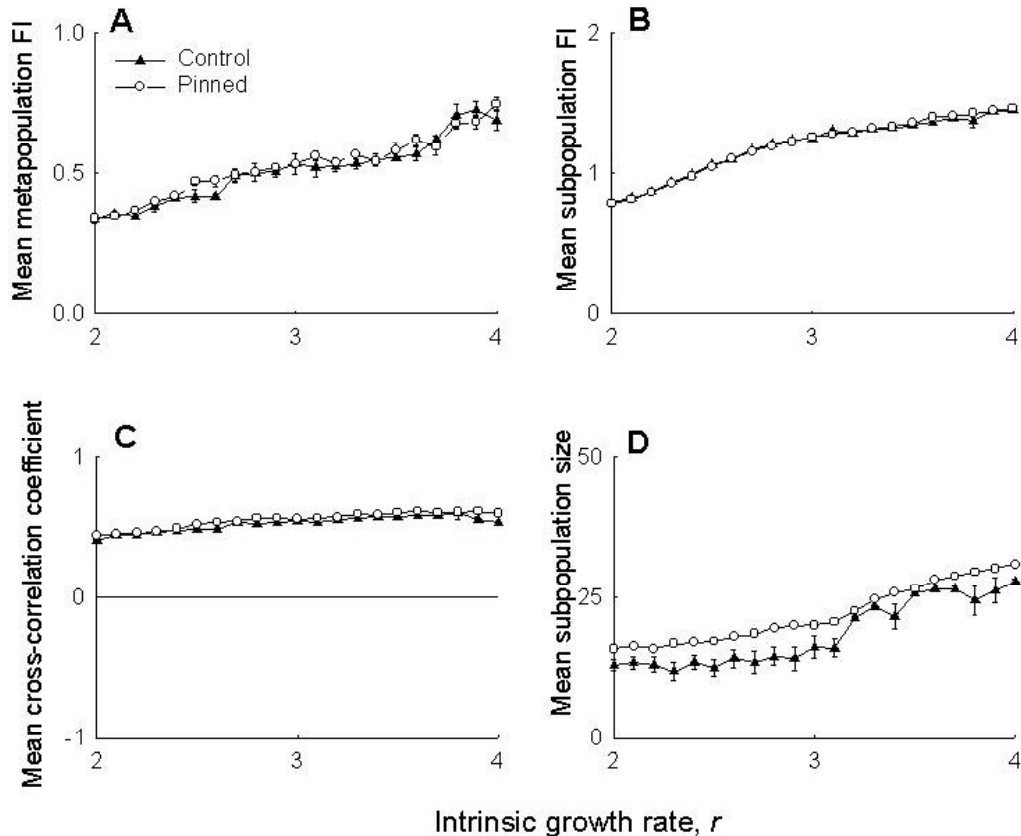 A
Mean metapopulation FI
1.0
0.5
0.0
Control
Pinned
2
3
4
B
Mean subpopulation FI
2
1
0
2
3
4
C
Mean cross-correlation coefficient
1
0
-1
2
3
4
D
Mean subpopulation size
50
25
0
2
3
4
Intrinsic growth rate, r